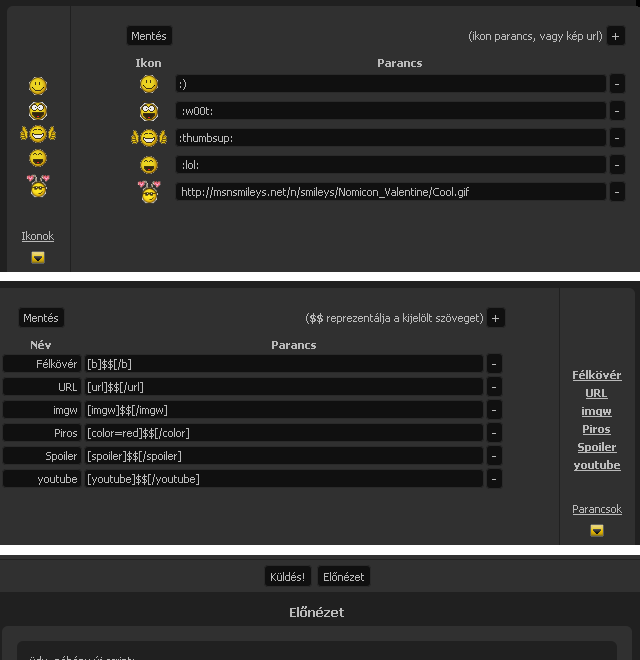 Mentés (ikon parancs, vagy kép url) +
Ikon Parancs
:) -
:w00t: -
:thumbsup: -
:lol: -
http://msnsmileys.net/n/smileys/Nomicon_Valentine/Cool.gif -
Ikonok
Mentés ($$ reprezentálja a kijelölt szöveget) +
Név Parancs
Félkövér [b]$$[/b] -
URL [url]$$[/url] -
imgw [imgw]$$[/imgw] -
Piros [color=red]$$[/color] -
Spoiler [spoiler]$$[/spoiler] -
youtube [youtube]$$[/youtube] -
Félkövér
URL
imgw
Piros
Spoiler
youtube
Parancsok
Küldés! Előnézet
Előnézet